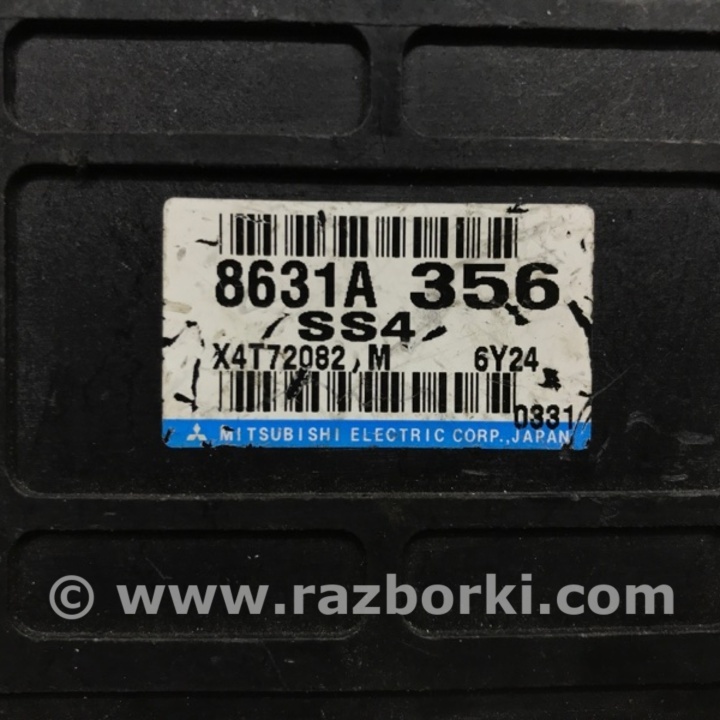 8631A 356
SS4
X4T72082 M 6Y24
0331
MITSUBISHI ELECTRIC CORP., JAPAN
© www.razborki.com